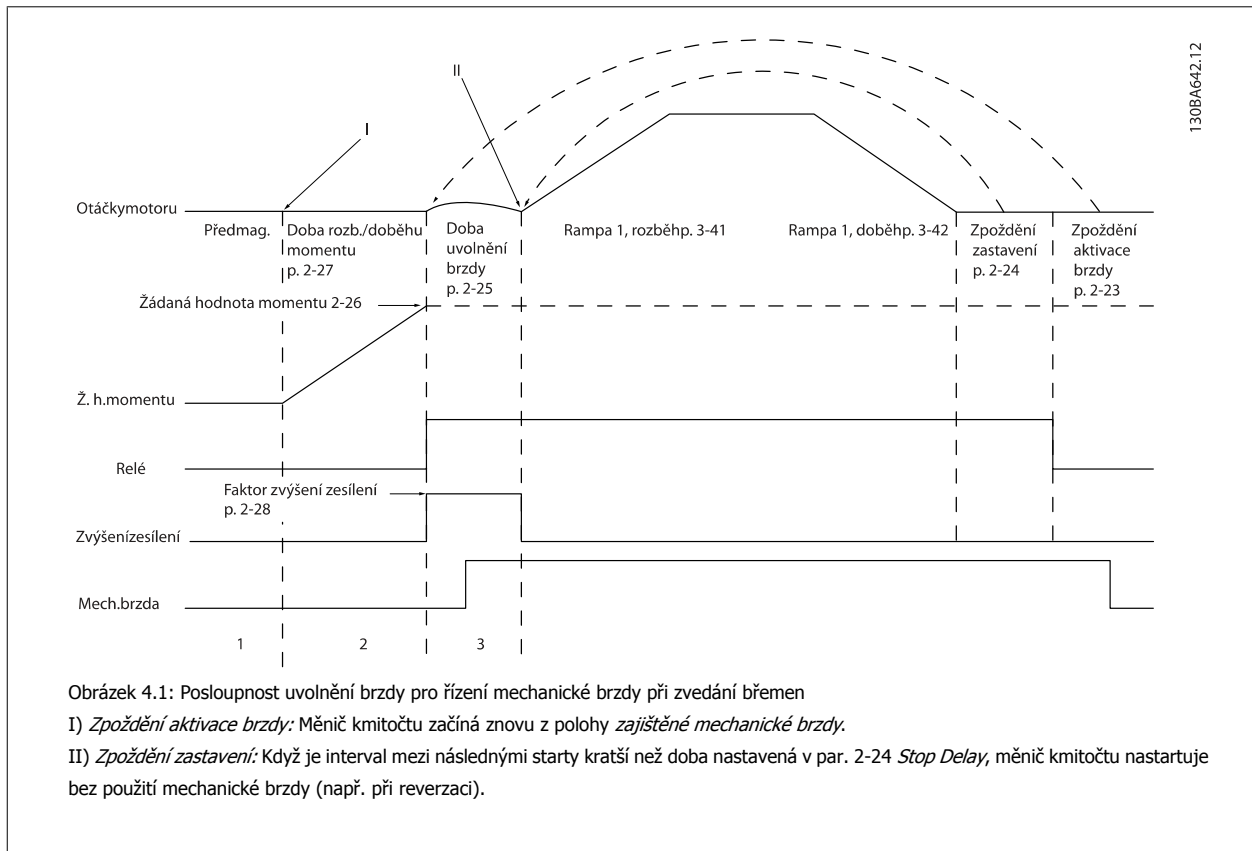 130BA642.12
I
II
Otáčkymotoru
Předmag.
Doba rozb./doběhu
momentu
p. 2-27
Doba
uvolnění
brzdy
p. 2-25
Rampa 1, rozběhp. 3-41
Rampa 1, doběhp. 3-42
Zpoždění
zastavení
p. 2-24
Zpoždění
aktivace
brzdy
p. 2-23
Žádaná hodnota momentu 2-26
Ž. h.momentu
Relé
Faktor zvýšení zesílení
p. 2-28
Zvýšenízesílení
Mech.brzda
1
2
3
Obrázek 4.1: Posloupnost uvolnění brzdy pro řízení mechanické brzdy při zvedání břemen
I) Zpoždění aktivace brzdy: Měnič kmitočtu začíná znovu z polohy zajištěné mechanické brzdy.
II) Zpoždění zastavení: Když je interval mezi následnými starty kratší než doba nastavená v par. 2-24 Stop Delay, měnič kmitočtu nastartuje
bez použití mechanické brzdy (např. při reverzaci).